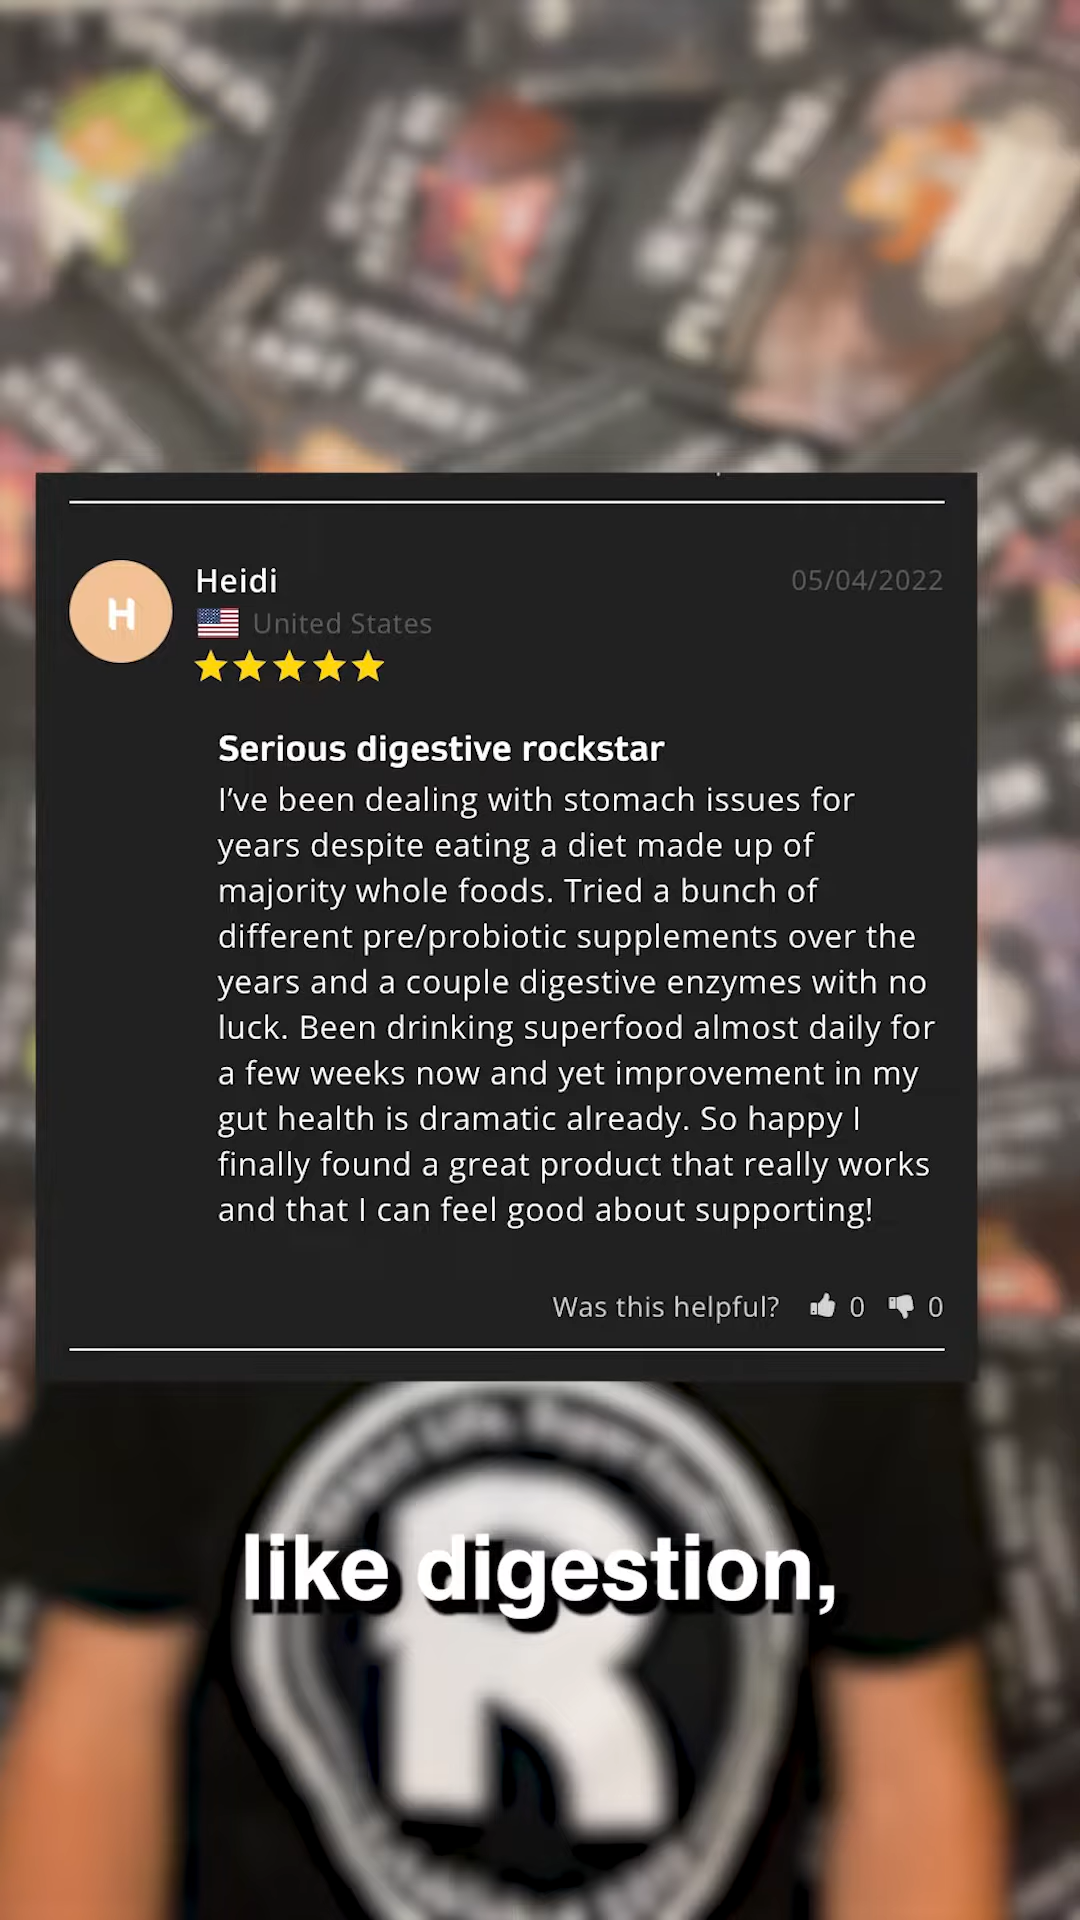 Heidi
05/04/2022
United States
Serious digestive rockstar
I've been dealing with stomach issues for
years despite eating a diet made up of
majority whole foods. Tried a bunch of
different pre/probiotic supplements over the
years and a couple digestive enzymes with no
luck. Been drinking superfood almost daily for
a few weeks now and yet improvement in my
gut health is dramatic already. So happy I
finally found a great product that really works
and that I can feel good about supporting!
Was this helpful? 0 0
like digestion,
R
H